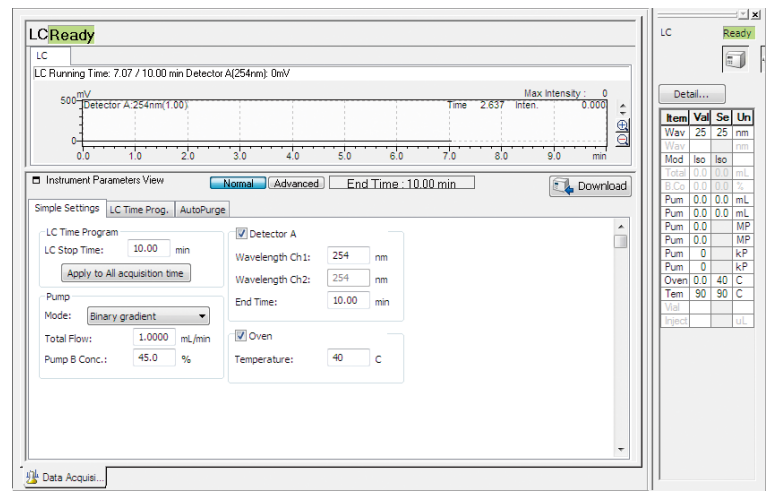 LCReady
LC
LC Running Time: 7.07 / 10.00 min Detector A(254nm): 0mV
mV
Max Intensity : 0
500
Detector A:254nm(1.00)
Time 2.637 Inten. 0.000
0
0.0 1.0 2.0 3.0 4.0 5.0 6.0 7.0 8.0 9.0 min
Instrument Parameters View Normal Advanced End Time : 10.00 min Download
Simple Settings LC Time Prog. AutoPurge
LC Time Program
LC Stop Time: 10.00 min
Apply to All acquisition time
Pump
Mode: Binary gradient
Total Flow: 1.0000 mL/min
Pump B Conc.: 45.0 %
Detector A
Wavelength Ch1: 254 nm
Wavelength Ch2: 254 nm
End Time: 10.00 min
Oven
Temperature: 40 C
Data Acquisi...
LC Ready
Detail...
Item Val Se Un
Wav 25 25 nm
Wav nm
Mod Iso Iso
Total 0.0 0.0 mL
B.Co 0.0 0.0 %
Pum 0.0 0.0 mL
Pum 0.0 0.0 mL
Pum 0.0 MP
Pum 0.0 MP
Pum 0 kP
Pum 0 kP
Oven 0.0 40 C
Tem 90 90 C
Vial
Inject uL